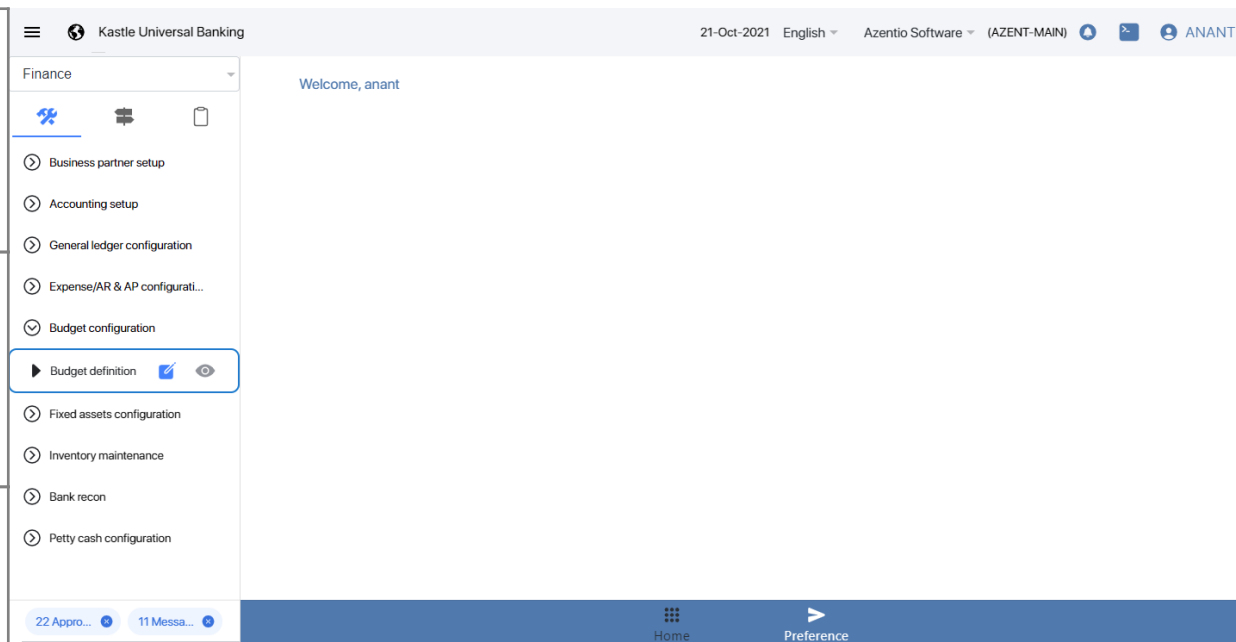 Kastle Universal Banking
21-Oct-2021 English Azentio Software (AZENT-MAIN) ANANT
Finance
Welcome, anant
Business partner setup
Accounting setup
General ledger configuration
Expense/AR & AP configurati...
Budget configuration
Budget definition
Fixed assets configuration
Inventory maintenance
Bank recon
Petty cash configuration
22 Appro... 11 Messa...
Home Preference